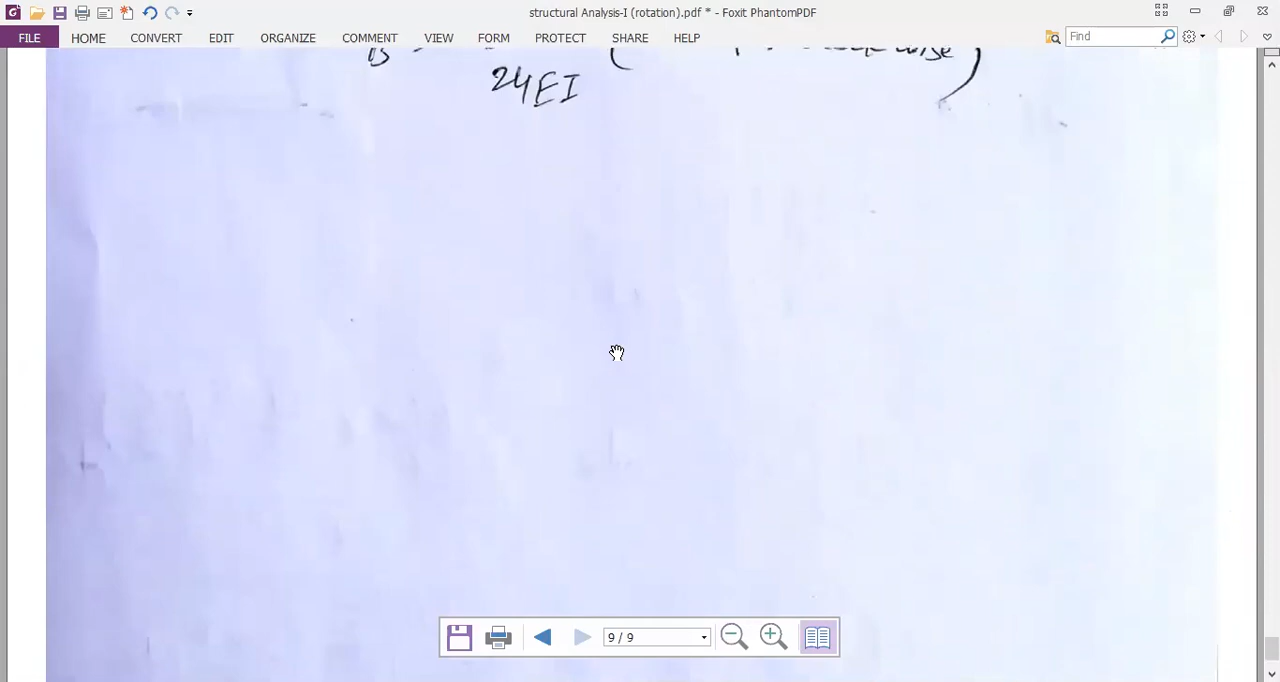 structural Analysis-I (rotation).pdf * - Foxit PhantomPDF
FILE HOME CONVERT EDIT ORGANIZE COMMENT VIEW FORM PROTECT SHARE HELP Find
24EI
9 / 9